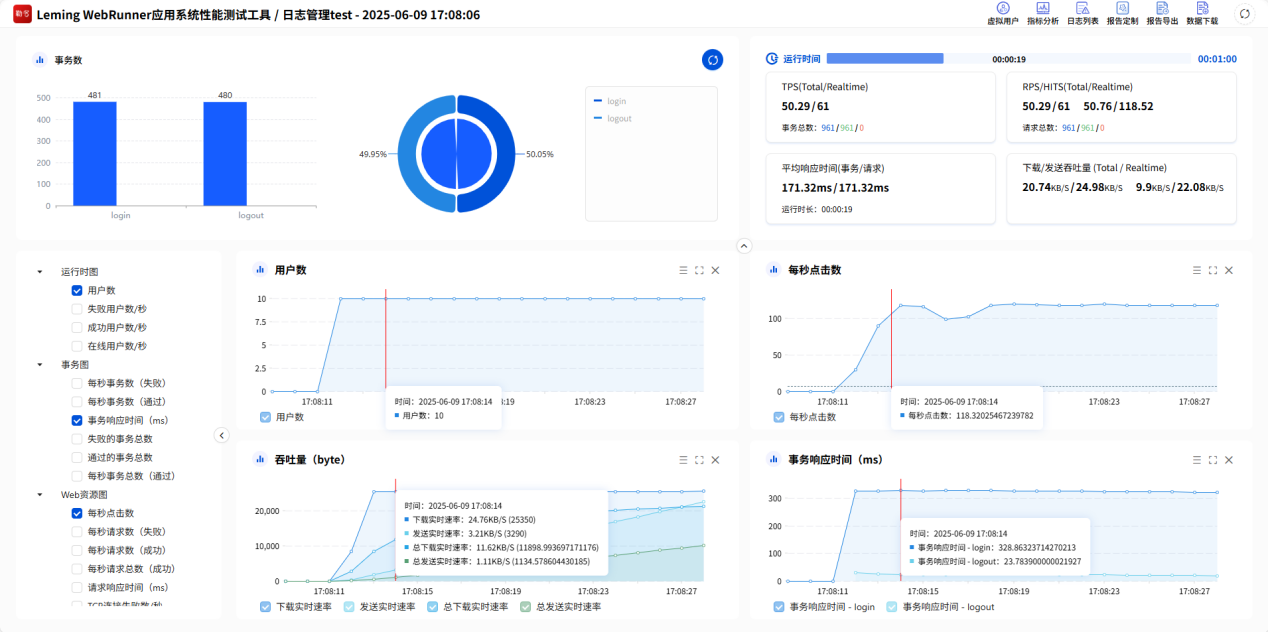 Leming WebRunner应用系统性能测试工具 / 日志管理test - 2025-06-09 17:08:06
虚拟用户 指标分析 日志列表 报告定制 报告导出 数据下载
事务数
500
400
300
200
100
0
481
480
login
logout
49.95%
50.05%
login
logout
运行时间
00:00:19
00:01:00
TPS(Total/Realtime)
50.29/61
事务总数: 961/961/0
RPS/HITS(Total/Realtime)
50.29/61 50.76/118.52
请求总数: 961/961/0
平均响应时间(事务/请求)
171.32ms/171.32ms
运行时长: 00:00:19
下载/发送吞吐量 (Total / Realtime)
20.74KB/S/24.98KB/S 9.9KB/S/22.08KB/S
运行时图
用户数
失败用户数/秒
成功用户数/秒
在线用户数/秒
事务图
每秒事务数（失败）
每秒事务数（通过）
事务响应时间（ms）
失败的事务总数
通过的事务总数
每秒事务总数（通过）
Web资源图
每秒点击数
每秒请求数（失败）
每秒请求数（成功）
每秒请求总数（成功）
请求响应时间（ms）
TCP连接失败数/秒
用户数
10
7.5
5
2.5
0
17:08:11
:19
17:08:23
17:08:27
时间: 2025-06-09 17:08:14
用户数: 10
用户数
每秒点击数
100
50
0
17:08:11
17:08:23
17:08:27
时间: 2025-06-09 17:08:14
每秒点击数: 118.32025467239782
每秒点击数
吞吐量（byte）
20,000
10,000
0
17:08:11
17:08:15
17:08:19
17:08:23
17:08:27
时间: 2025-06-09 17:08:14
下载实时速率: 24.76KB/S (25350)
发送实时速率: 3.21KB/S (3290)
总下载实时速率: 11.62KB/S (11898.993697171176)
总发送实时速率: 1.11KB/S (1134.578604430185)
下载实时速率 发送实时速率 总下载实时速率 总发送实时速率
事务响应时间（ms）
300
200
100
0
17:08:11
17:08:15
17:08:19
17:08:23
17:08:27
时间: 2025-06-09 17:08:14
事务响应时间 - login: 328.86323714270213
事务响应时间 - logout: 23.783900000021927
事务响应时间 - login 事务响应时间 - logout